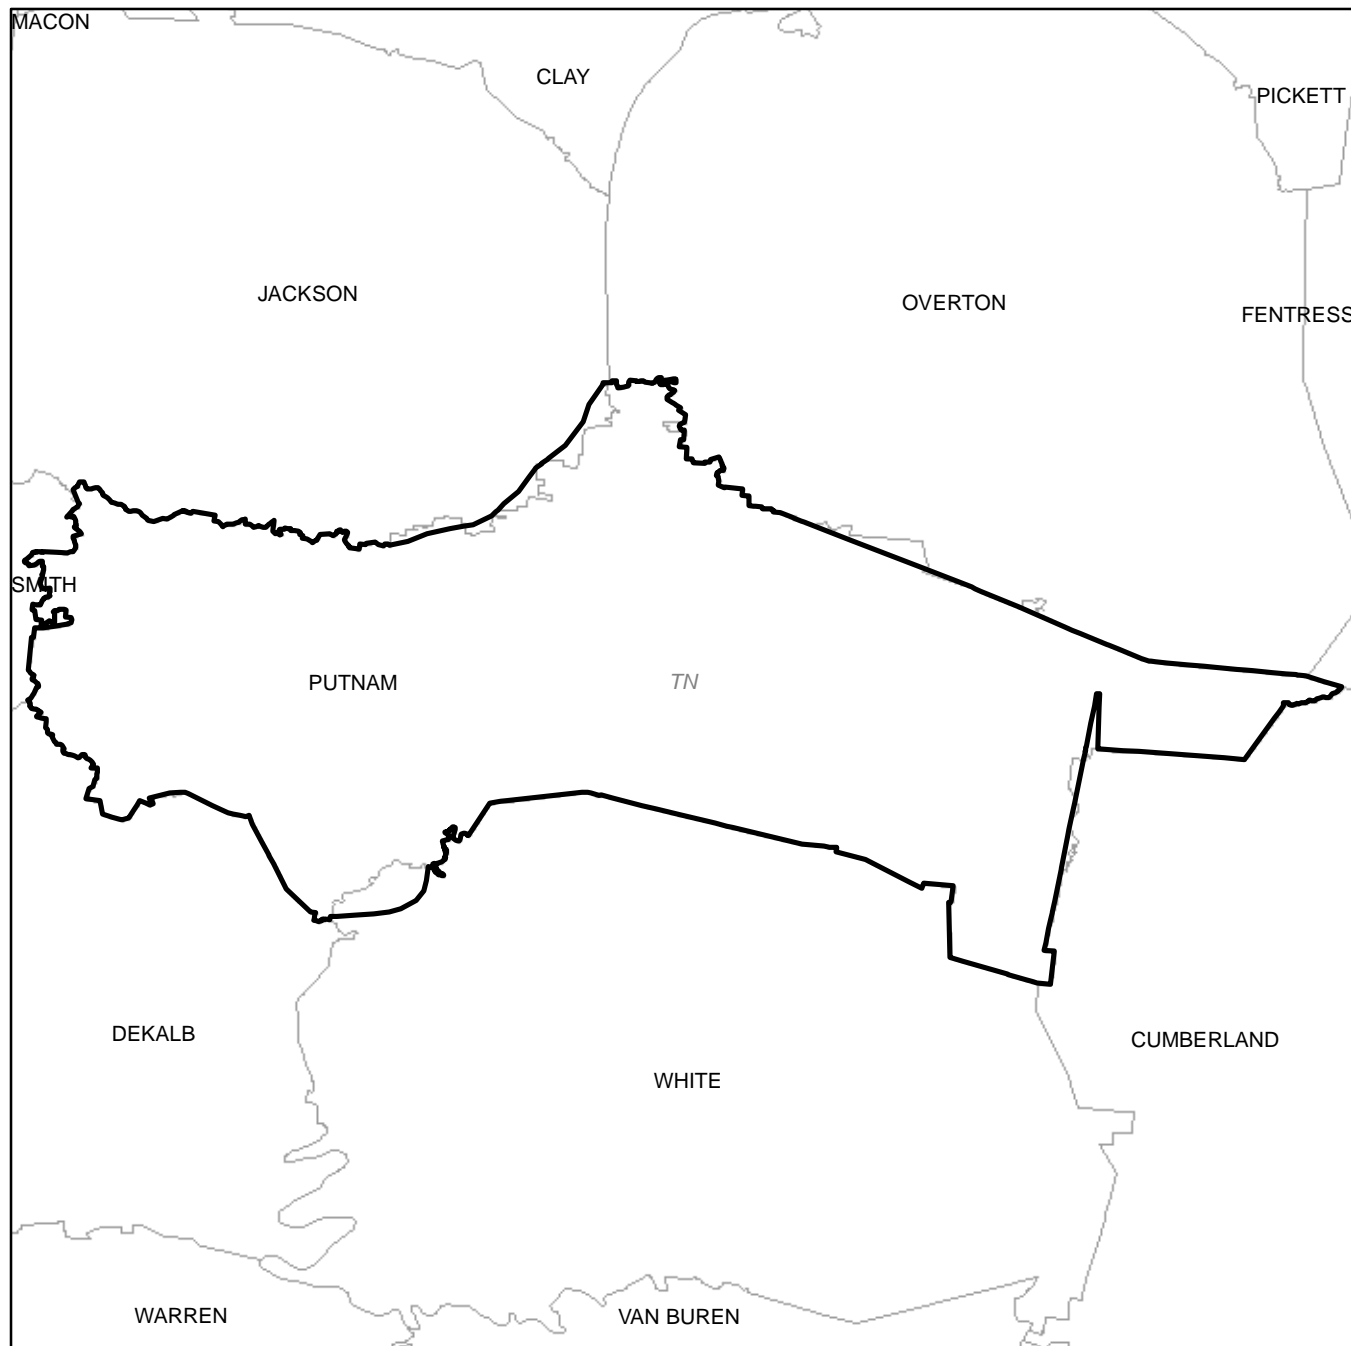 MACON
CLAY
PICKETT
JACKSON
OVERTON
FENTRESS
SMITH
PUTNAM
TN
DEKALB
CUMBERLAND
WHITE
WARREN
VAN BUREN